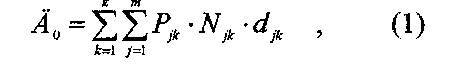 Ä₀ = ∑_{k=1}^{K} ∑_{j=1}^{m} P_{jk} · N_{jk} · d_{jk} , (1)